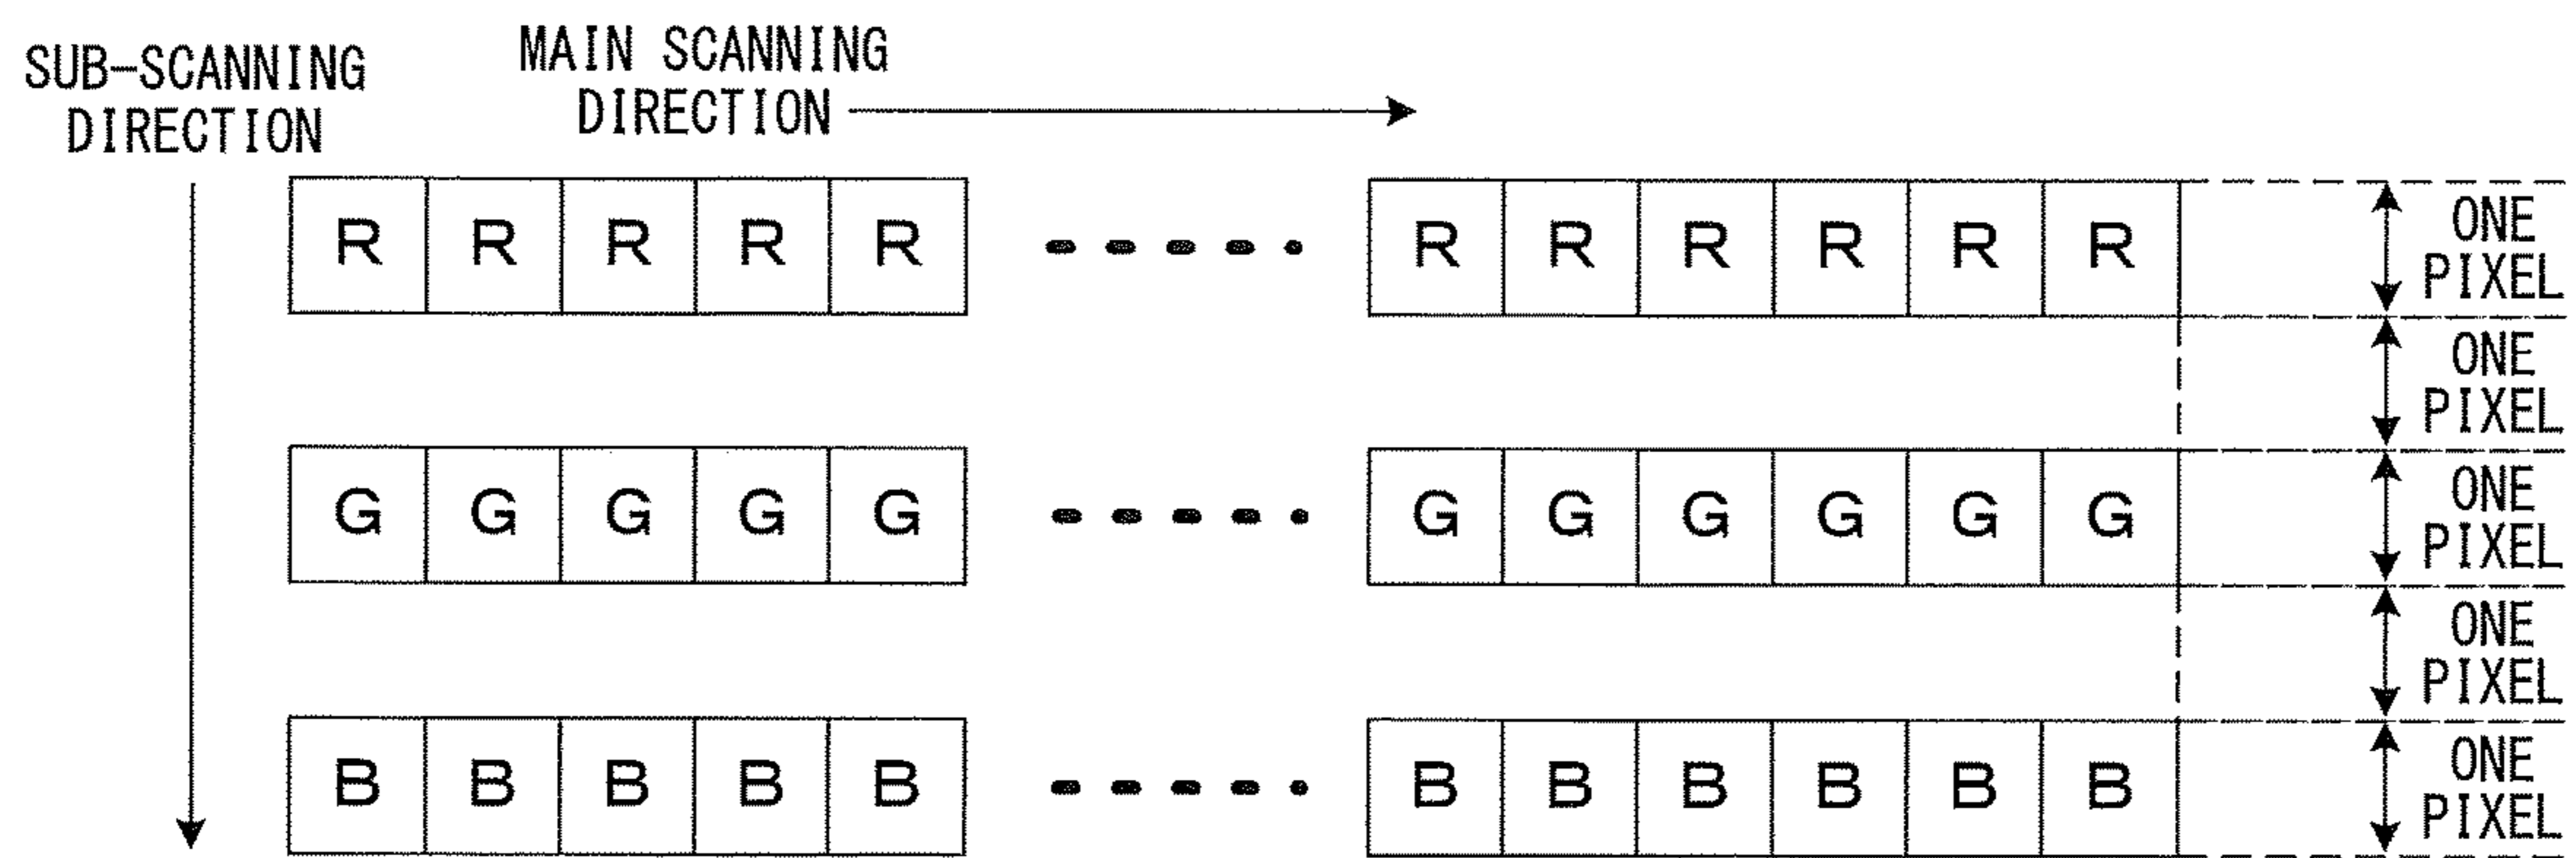 SUB-SCANNING
DIRECTION
MAIN SCANNING
DIRECTION
R R R R R R R R R R R
ONE
PIXEL
ONE
PIXEL
G G G G G G G G G G G
ONE
PIXEL
ONE
PIXEL
B B B B B B B B B B B
ONE
PIXEL